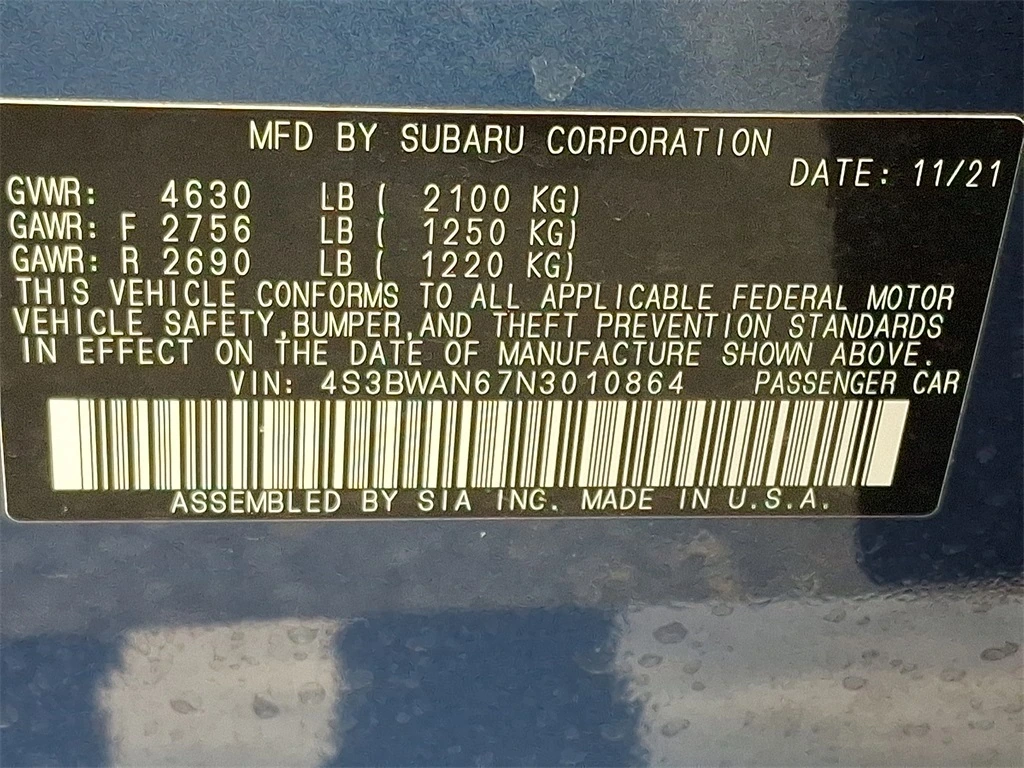 MFD BY SUBARU CORPORATION
DATE: 11/21
GVWR: 4630 LB ( 2100 KG)
GAWR: F 2756 LB ( 1250 KG)
GAWR: R 2690 LB ( 1220 KG)
THIS VEHICLE CONFORMS TO ALL APPLICABLE FEDERAL MOTOR
VEHICLE SAFETY,BUMPER,AND THEFT PREVENTION STANDARDS
IN EFFECT ON THE DATE OF MANUFACTURE SHOWN ABOVE.
VIN: 4S3BWAN67N3010864 PASSENGER CAR
ASSEMBLED BY SIA INC. MADE IN U.S.A.